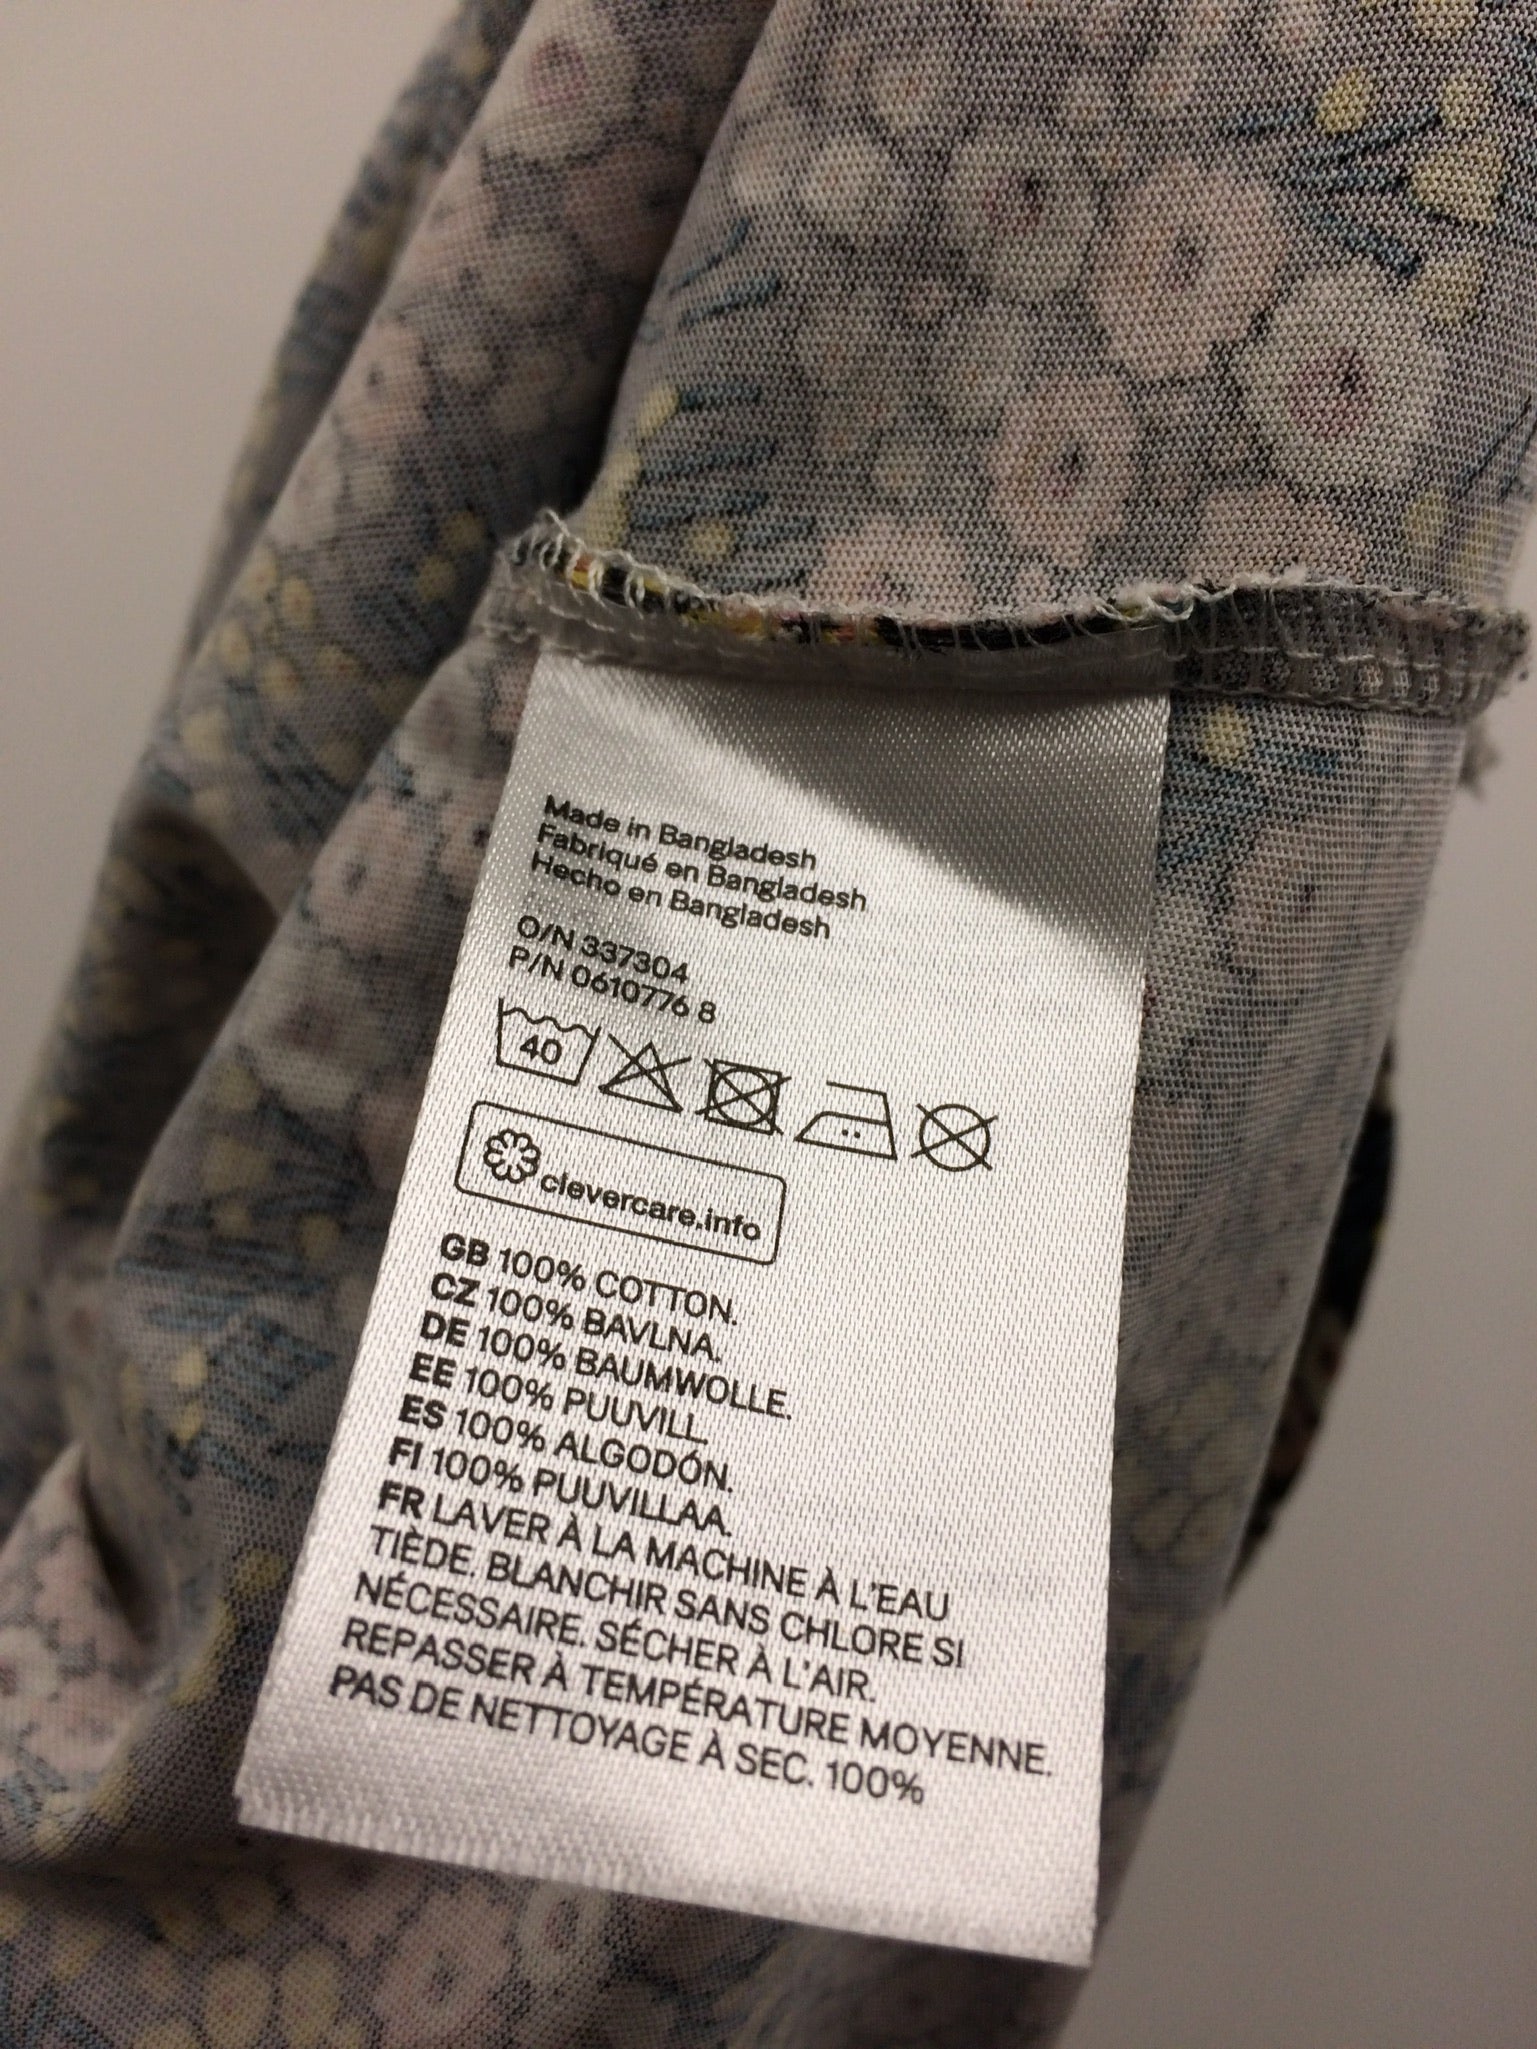 Made in Bangladesh
Fabriqué en Bangladesh
Hecho en Bangladesh
O/N 337304
P/N 0610776 8
40
clevercare.info
GB 100% COTTON.
CZ 100% BAVLNA.
DE 100% BAUMWOLLE.
EE 100% PUUVILL.
ES 100% ALGODÓN.
FI 100% PUUVILLAA.
FR LAVER À LA MACHINE À L'EAU
TIÈDE. BLANCHIR SANS CHLORE SI
NÉCESSAIRE. SÉCHER À L'AIR.
REPASSER À TEMPÉRATURE MOYENNE.
PAS DE NETTOYAGE À SEC. 100%